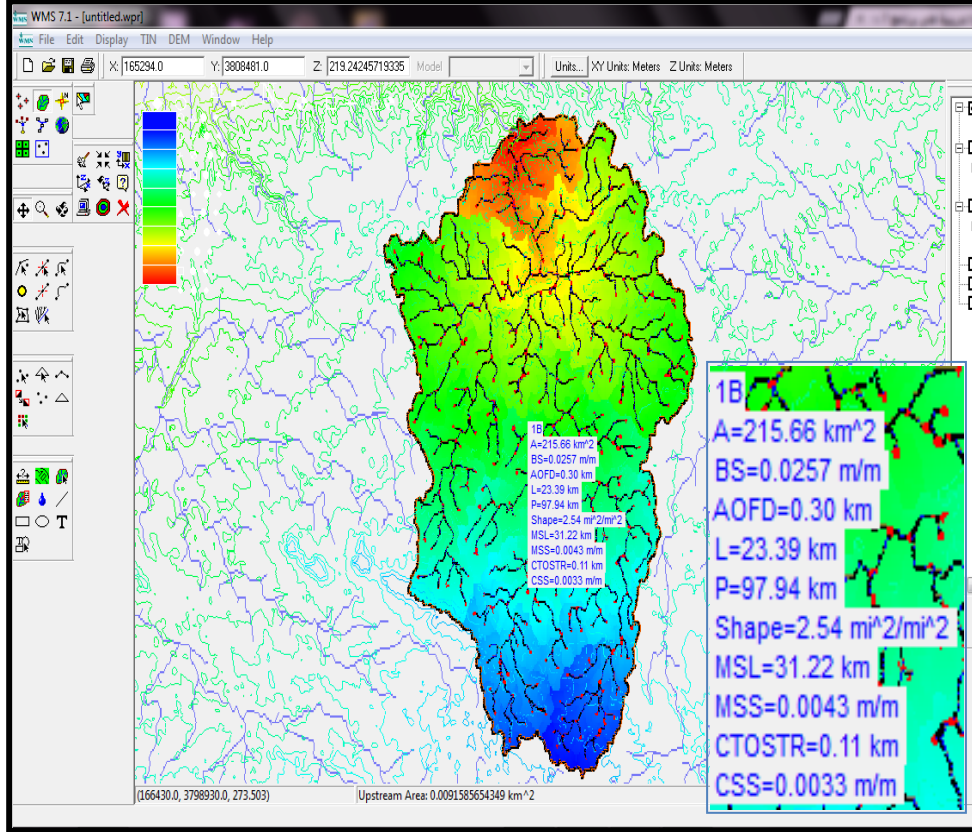 WMS 7.1 - [untitled.wpr]
File Edit Display TIN DEM Window Help
X: 165294.0 Y: 3808481.0 Z: 219.24245719335 Model Units... XY Units: Meters Z Units: Meters
1B
A=215.66 km^2
BS=0.0257 m/m
AOFD=0.30 km
L=23.39 km
P=97.94 km
Shape=2.54 mi^2/mi^2
MSL=31.22 km
MSS=0.0043 m/m
CTOSTR=0.11 km
CSS=0.0033 m/m
1B
A=215.66 km^2
BS=0.0257 m/m
AOFD=0.30 km
L=23.39 km
P=97.94 km
Shape=2.54 mi^2/mi^2
MSL=31.22 km
MSS=0.0043 m/m
CTOSTR=0.11 km
CSS=0.0033 m/m
(166430.0, 3798930.0, 273.503) Upstream Area: 0.0091585654349 km^2